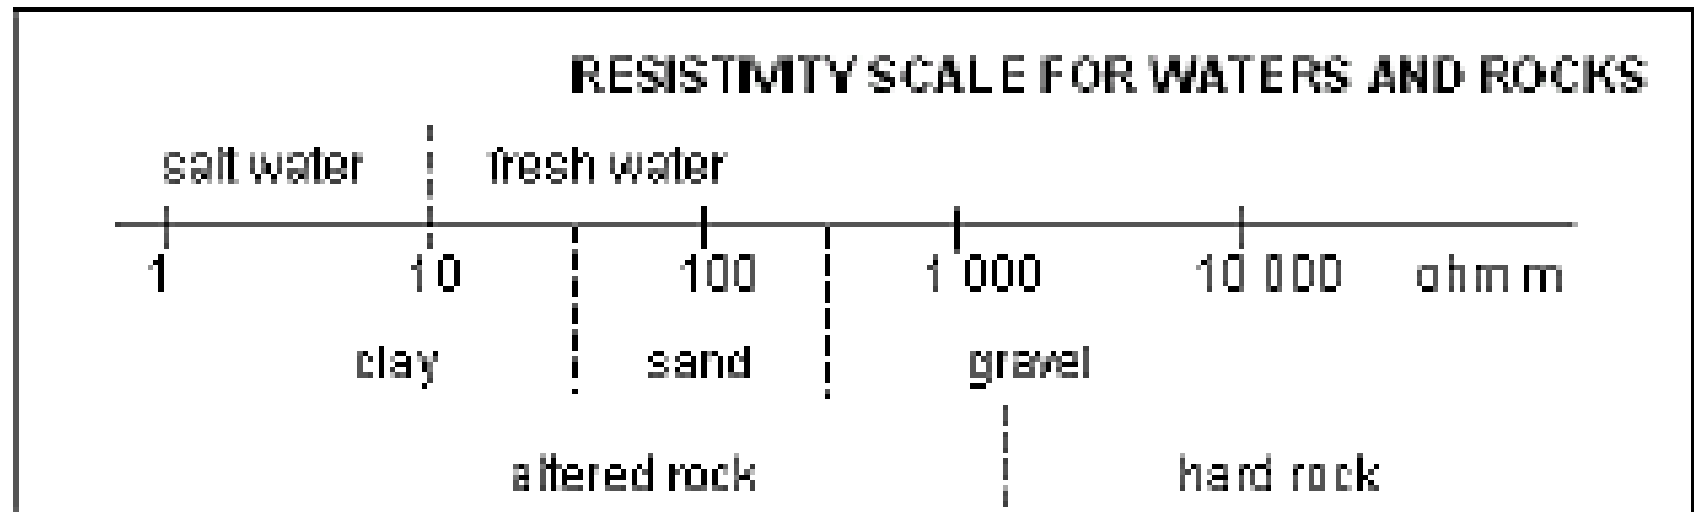 RESISTIVITY SCALE FOR WATERS AND ROCKS
salt water fresh water
1 10 100 1 000 10 000 ohm m
clay sand gravel
altered rock hard rock